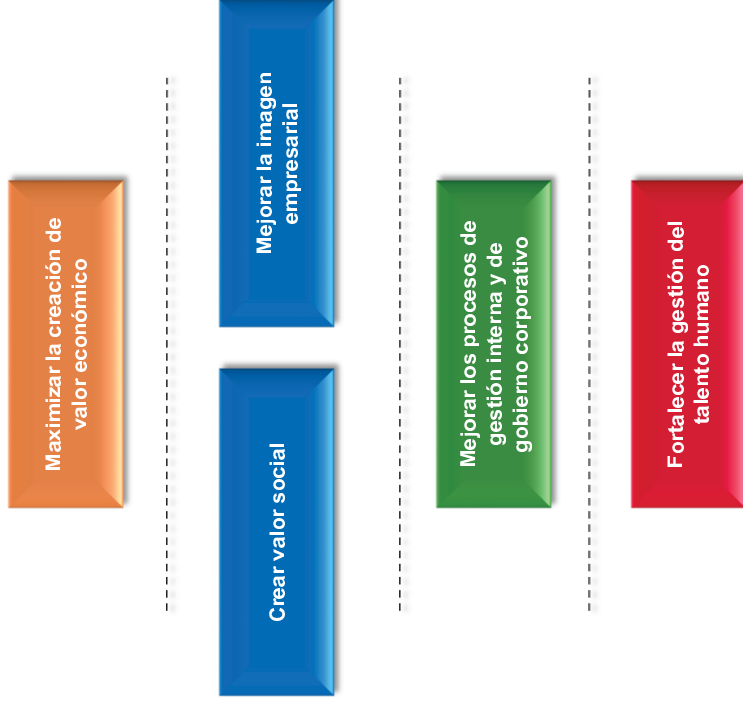 Maximizar la creación de
valor económico
Crear valor social
Mejorar la imagen
empresarial
Mejorar los procesos de
gestión interna y de
gobierno corporativo
Fortalecer la gestión del
talento humano